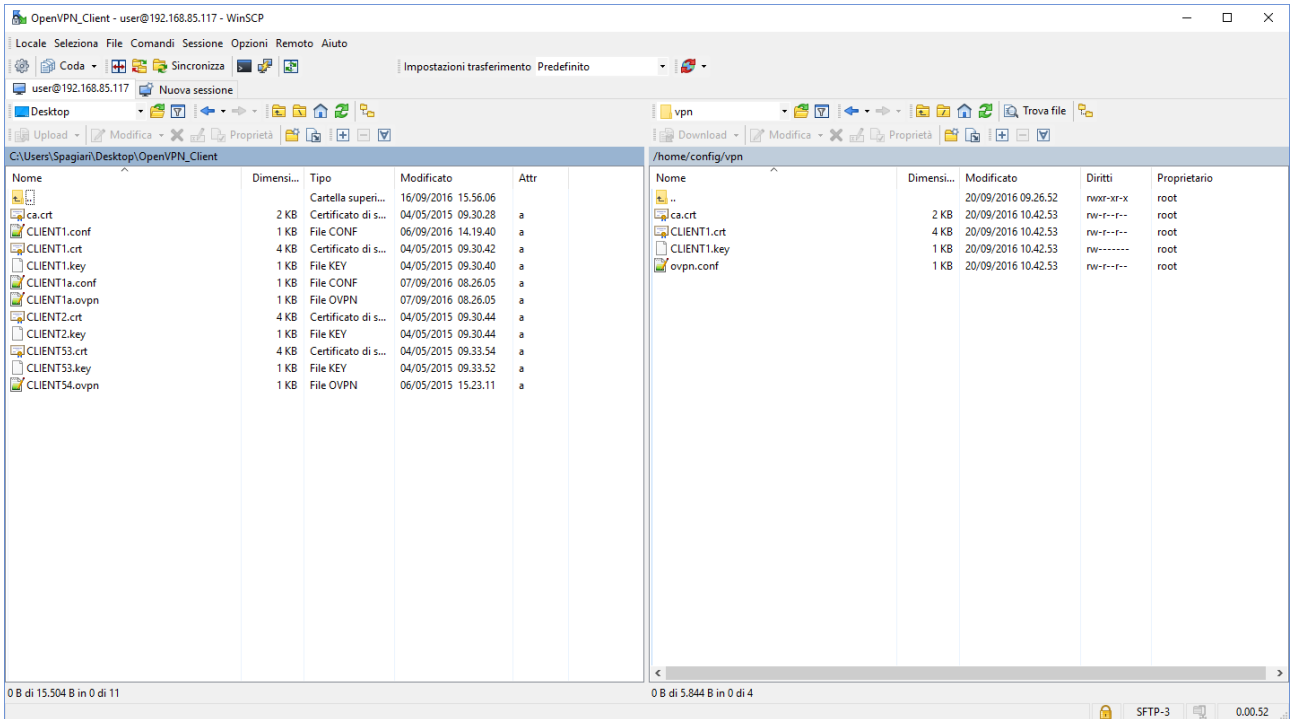 OpenVPN_Client - user@192.168.85.117 - WinSCP
Locale Seleziona File Comandi Sessione Opzioni Remoto Aiuto
Coda Sincronizza Impostazioni trasferimento Predefinito
user@192.168.85.117 Nuova sessione
Desktop vpn Trova file
Upload Modifica Proprietà Download Modifica Proprietà
C:\Users\Spagiari\Desktop\OpenVPN_Client /home/config/vpn
Nome Dimensi... Tipo Modificato Attr Nome Dimensi... Modificato Diritti Proprietario
.. Cartella superi... 16/09/2016 15.56.06 .. 20/09/2016 09.26.52 rwxr-xr-x root
ca.crt 2 KB Certificato di s... 04/05/2015 09.30.28 a ca.crt 2 KB 20/09/2016 10.42.53 rw-r--r-- root
CLIENT1.conf 1 KB File CONF 06/09/2016 14.19.40 a CLIENT1.crt 4 KB 20/09/2016 10.42.53 rw-r--r-- root
CLIENT1.crt 4 KB Certificato di s... 04/05/2015 09.30.42 a CLIENT1.key 1 KB 20/09/2016 10.42.53 rw------- root
CLIENT1.key 1 KB File KEY 04/05/2015 09.30.40 a ovpn.conf 1 KB 20/09/2016 10.42.53 rw-r--r-- root
CLIENT1a.conf 1 KB File CONF 07/09/2016 08.26.05 a
CLIENT1a.ovpn 1 KB File OVPN 07/09/2016 08.26.05 a
CLIENT2.crt 4 KB Certificato di s... 04/05/2015 09.30.44 a
CLIENT2.key 1 KB File KEY 04/05/2015 09.30.44 a
CLIENT53.crt 4 KB Certificato di s... 04/05/2015 09.33.54 a
CLIENT53.key 1 KB File KEY 04/05/2015 09.33.52 a
CLIENT54.ovpn 1 KB File OVPN 06/05/2015 15.23.11 a
0 B di 15.504 B in 0 di 11 0 B di 5.844 B in 0 di 4
SFTP-3 0.00.52